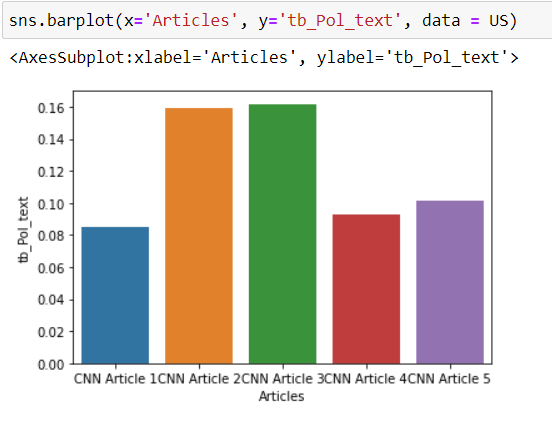 sns.barplot(x='Articles', y='tb_Pol_text', data = US)
<AxesSubplot:xlabel='Articles', ylabel='tb_Pol_text'>
0.16
0.14
0.12
0.10
0.08
0.06
0.04
0.02
0.00
tb_Pol_text
CNN Article 1CNN Article 2CNN Article 3CNN Article 4CNN Article 5
Articles